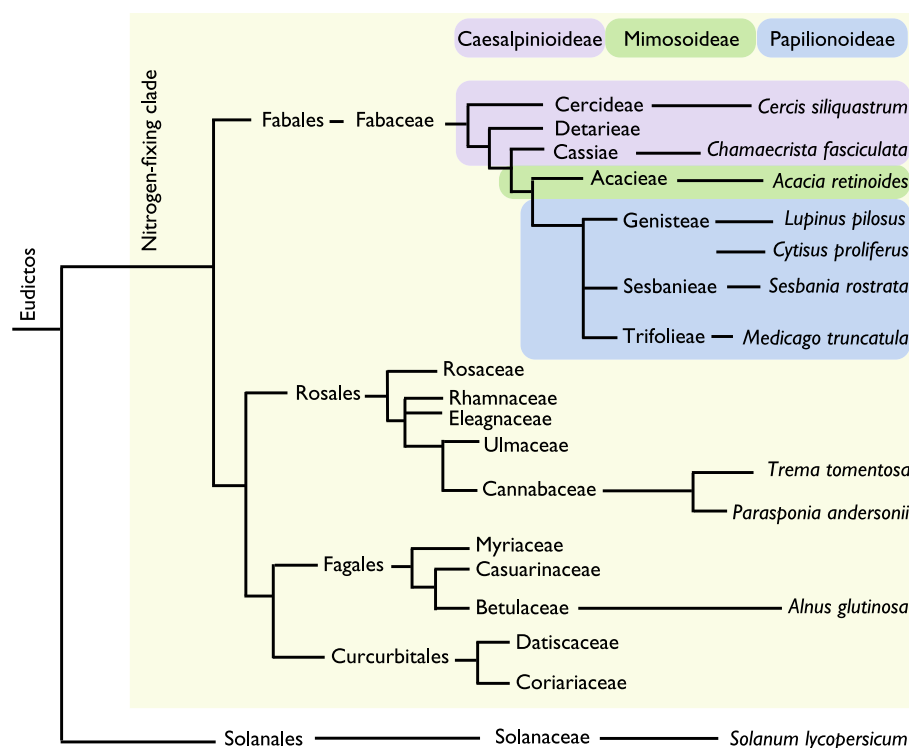 Caesalpinioideae Mimosoideae Papilionoideae
Nitrogen-fixing clade
Eudictos
Fabales Fabaceae
Cercideae Cercis siliquastrum
Detarieae
Cassiae Chamaecrista fasciculata
Acacieae Acacia retinoides
Genisteae Lupinus pilosus
Cytisus proliferus
Sesbanieae Sesbania rostrata
Trifolieae Medicago truncatula
Rosales
Rosaceae
Rhamnaceae
Eleagnaceae
Ulmaceae
Cannabaceae
Trema tomentosa
Parasponia andersonii
Fagales
Myriaceae
Casuarinaceae
Betulaceae Alnus glutinosa
Curcurbitales
Datiscaceae
Coriariaceae
Solanales Solanaceae Solanum lycopersicum